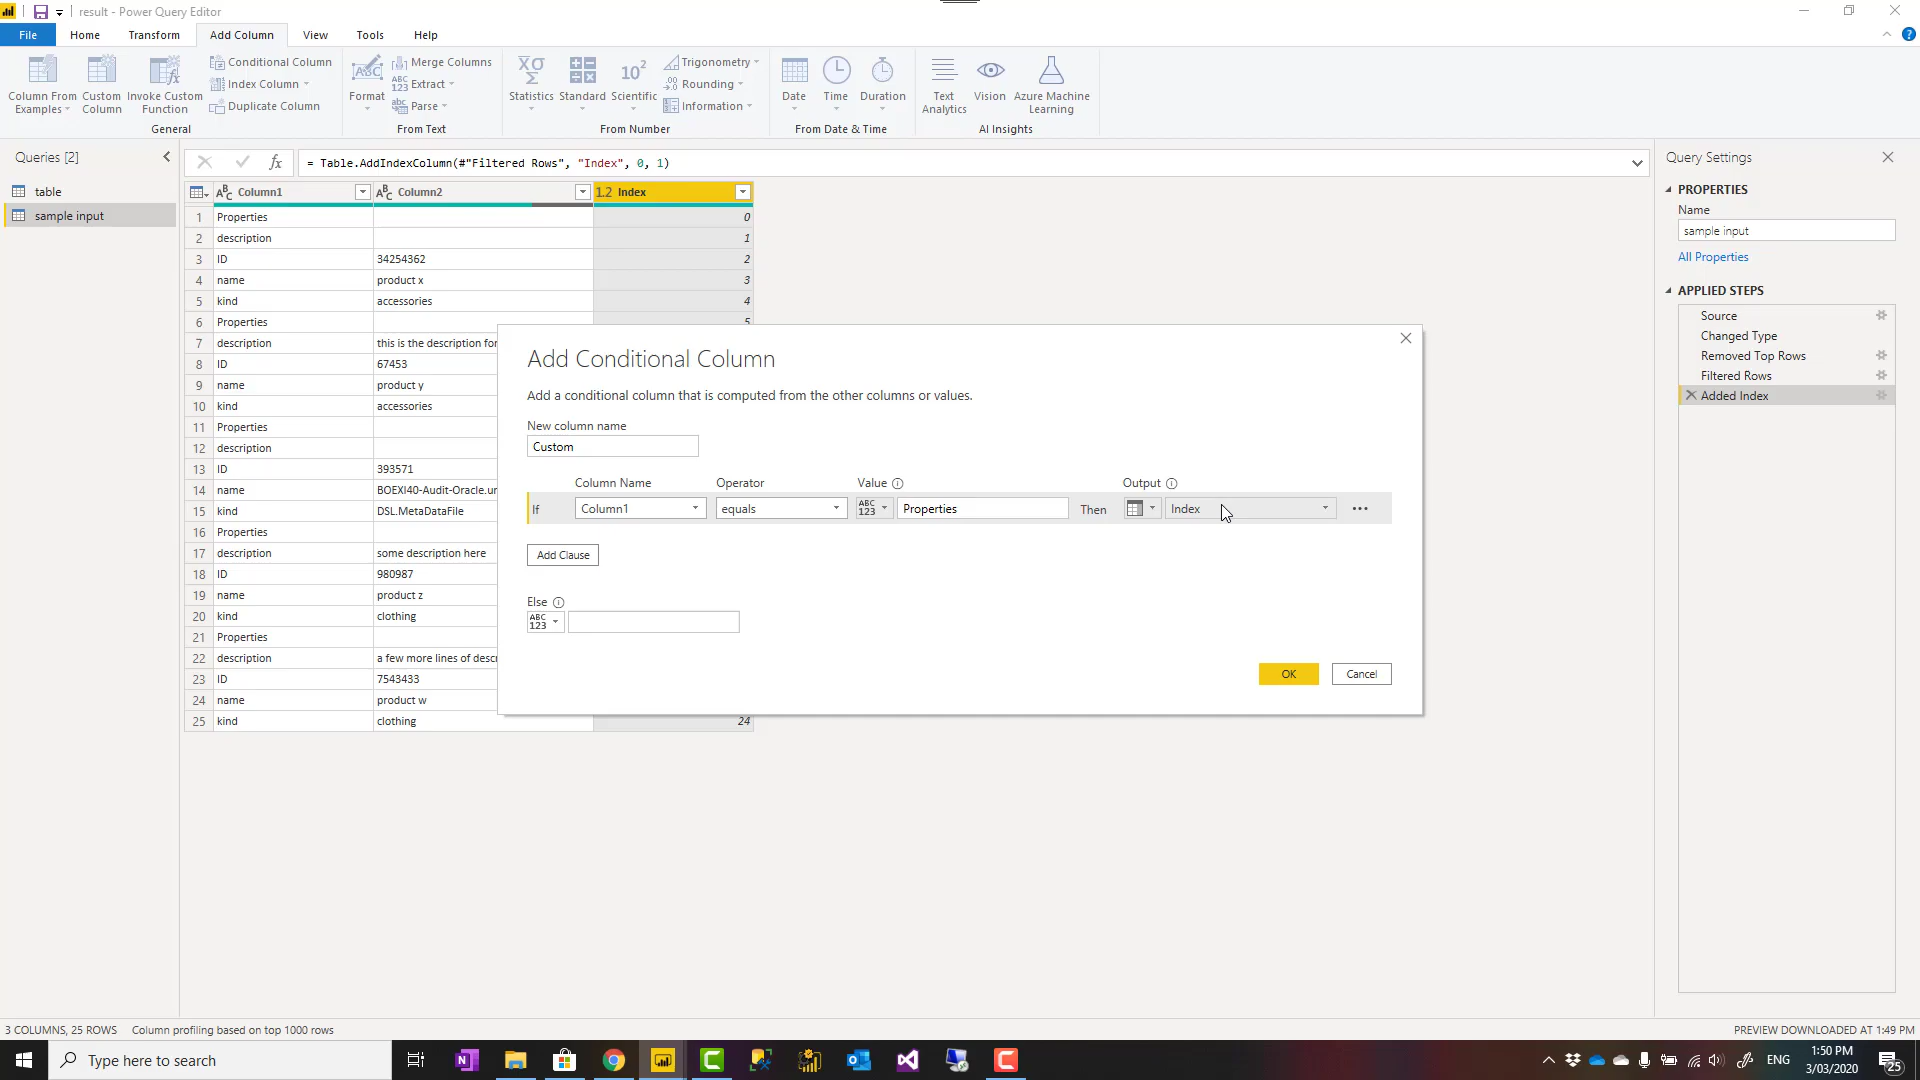 result - Power Query Editor
File Home Transform Add Column View Tools Help
Column From Examples
Custom Column
Invoke Custom Function
Conditional Column
Index Column
Duplicate Column
General
Format
Merge Columns
Extract
Parse
From Text
Statistics
Standard
Scientific
Trigonometry
Rounding
Information
From Number
Date
Time
Duration
From Date & Time
Text Analytics
Vision
Azure Machine Learning
AI Insights
Queries [2]
table
sample input
= Table.AddIndexColumn(#"Filtered Rows", "Index", 0, 1)
Column1 Column2 1.2 Index
1 Properties 0
2 description 1
3 ID 34254362 2
4 name product x 3
5 kind accessories 4
6 Properties 5
7 description this is the description for
8 ID 67453
9 name product y
10 kind accessories
11 Properties
12 description
13 ID 393571
14 name BOEXI40-Audit-Oracle.un
15 kind DSL.MetaDataFile
16 Properties
17 description some description here
18 ID 980987
19 name product z
20 kind clothing
21 Properties
22 description a few more lines of descr
23 ID 7543433
24 name product w
25 kind clothing 24
Add Conditional Column
Add a conditional column that is computed from the other columns or values.
New column name
Custom
Column Name Operator Value Output
If Column1 equals ABC 123 Properties Then Index ...
Add Clause
Else
ABC 123
OK Cancel
Query Settings
PROPERTIES
Name
sample input
All Properties
APPLIED STEPS
Source
Changed Type
Removed Top Rows
Filtered Rows
Added Index
3 COLUMNS, 25 ROWS Column profiling based on top 1000 rows
PREVIEW DOWNLOADED AT 1:49 PM
Type here to search
ENG
1:50 PM
3/03/2020
25